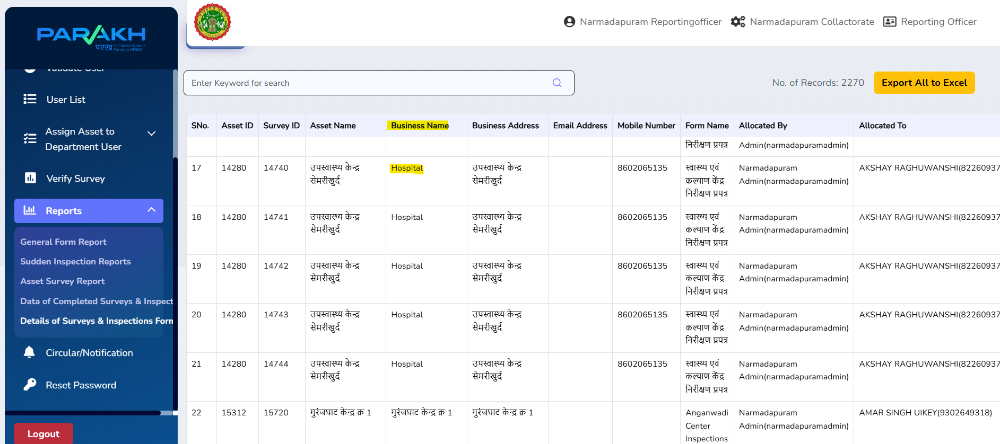 PARAKH
परख GIS Based Dynamic
Forms by MPSSDI
Narmadapuram Reportingofficer Narmadapuram Collactorate Reporting Officer
Validate User
User List
Assign Asset to
Department User
Verify Survey
Reports
General Form Report
Sudden Inspection Reports
Asset Survey Report
Data of Completed Surveys & Inspect
Details of Surveys & Inspections Form
Circular/Notification
Reset Password
Logout
Enter Keyword for search
No. of Records: 2270 Export All to Excel
SNo. Asset ID Survey ID Asset Name Business Name Business Address Email Address Mobile Number Form Name Allocated By Allocated To
निरीक्षण प्रपत्र Admin(narmadapuramadmin)
17 14280 14740 उपस्वास्थ्य केन्द्र Hospital उपस्वास्थ्य केन्द्र 8602065135 स्वास्थ्य एवं Narmadapuram AKSHAY RAGHUWANSHI(82260937
सेमरीखुर्द सेमरीखुर्द कल्याण केंद्र Admin(narmadapuramadmin)
निरीक्षण प्रपत्र
18 14280 14741 उपस्वास्थ्य केन्द्र Hospital उपस्वास्थ्य केन्द्र 8602065135 स्वास्थ्य एवं Narmadapuram AKSHAY RAGHUWANSHI(82260937
सेमरीखुर्द सेमरीखुर्द कल्याण केंद्र Admin(narmadapuramadmin)
निरीक्षण प्रपत्र
19 14280 14742 उपस्वास्थ्य केन्द्र Hospital उपस्वास्थ्य केन्द्र 8602065135 स्वास्थ्य एवं Narmadapuram AKSHAY RAGHUWANSHI(82260937
सेमरीखुर्द सेमरीखुर्द कल्याण केंद्र Admin(narmadapuramadmin)
निरीक्षण प्रपत्र
20 14280 14743 उपस्वास्थ्य केन्द्र Hospital उपस्वास्थ्य केन्द्र 8602065135 स्वास्थ्य एवं Narmadapuram AKSHAY RAGHUWANSHI(82260937
सेमरीखुर्द सेमरीखुर्द कल्याण केंद्र Admin(narmadapuramadmin)
निरीक्षण प्रपत्र
21 14280 14744 उपस्वास्थ्य केन्द्र Hospital उपस्वास्थ्य केन्द्र 8602065135 स्वास्थ्य एवं Narmadapuram AKSHAY RAGHUWANSHI(82260937
सेमरीखुर्द सेमरीखुर्द कल्याण केंद्र Admin(narmadapuramadmin)
निरीक्षण प्रपत्र
22 15312 15720 गुरंजघाट केन्द्र क्र 1 गुरंजघाट केन्द्र क्र 1 गुरंजघाट केन्द्र क्र 1 Anganwadi Narmadapuram AMAR SINGH UIKEY(9302649318)
Center Admin(narmadapuramadmin)
Inspections